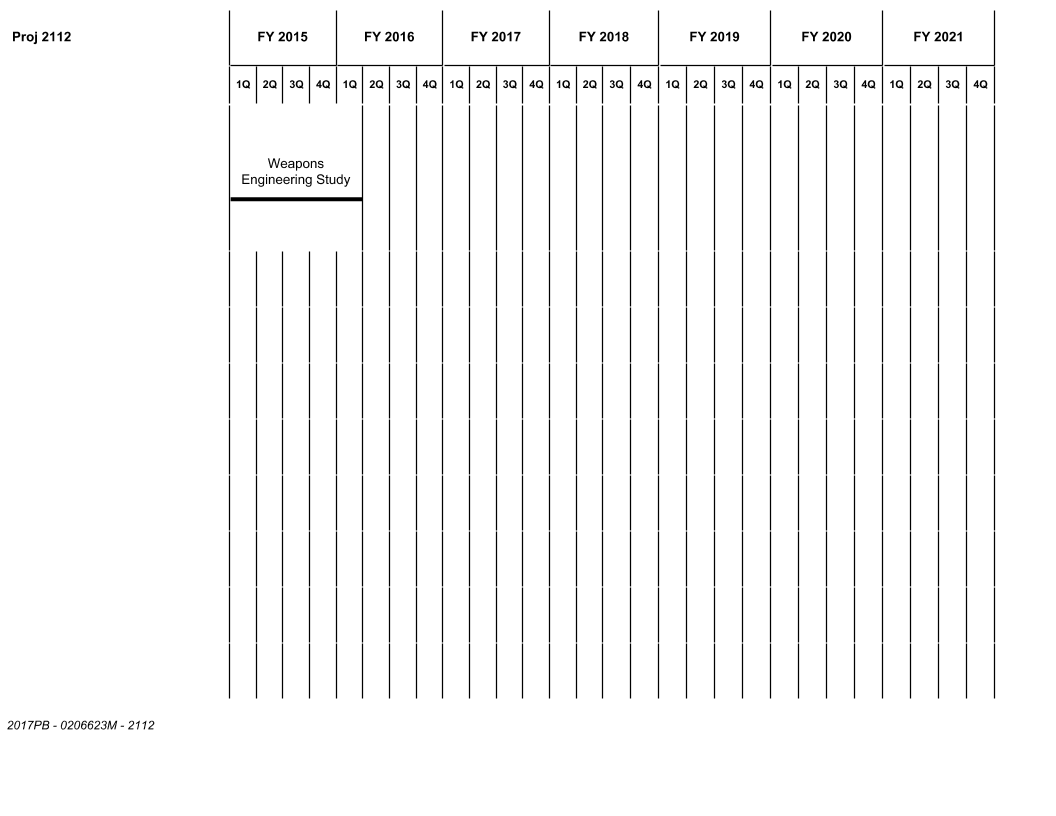 Proj 2112 FY 2015 FY 2016 FY 2017 FY 2018 FY 2019 FY 2020 FY 2021
1Q 2Q 3Q 4Q 1Q 2Q 3Q 4Q 1Q 2Q 3Q 4Q 1Q 2Q 3Q 4Q 1Q 2Q 3Q 4Q 1Q 2Q 3Q 4Q 1Q 2Q 3Q 4Q
Weapons
Engineering Study
2017PB - 0206623M - 2112